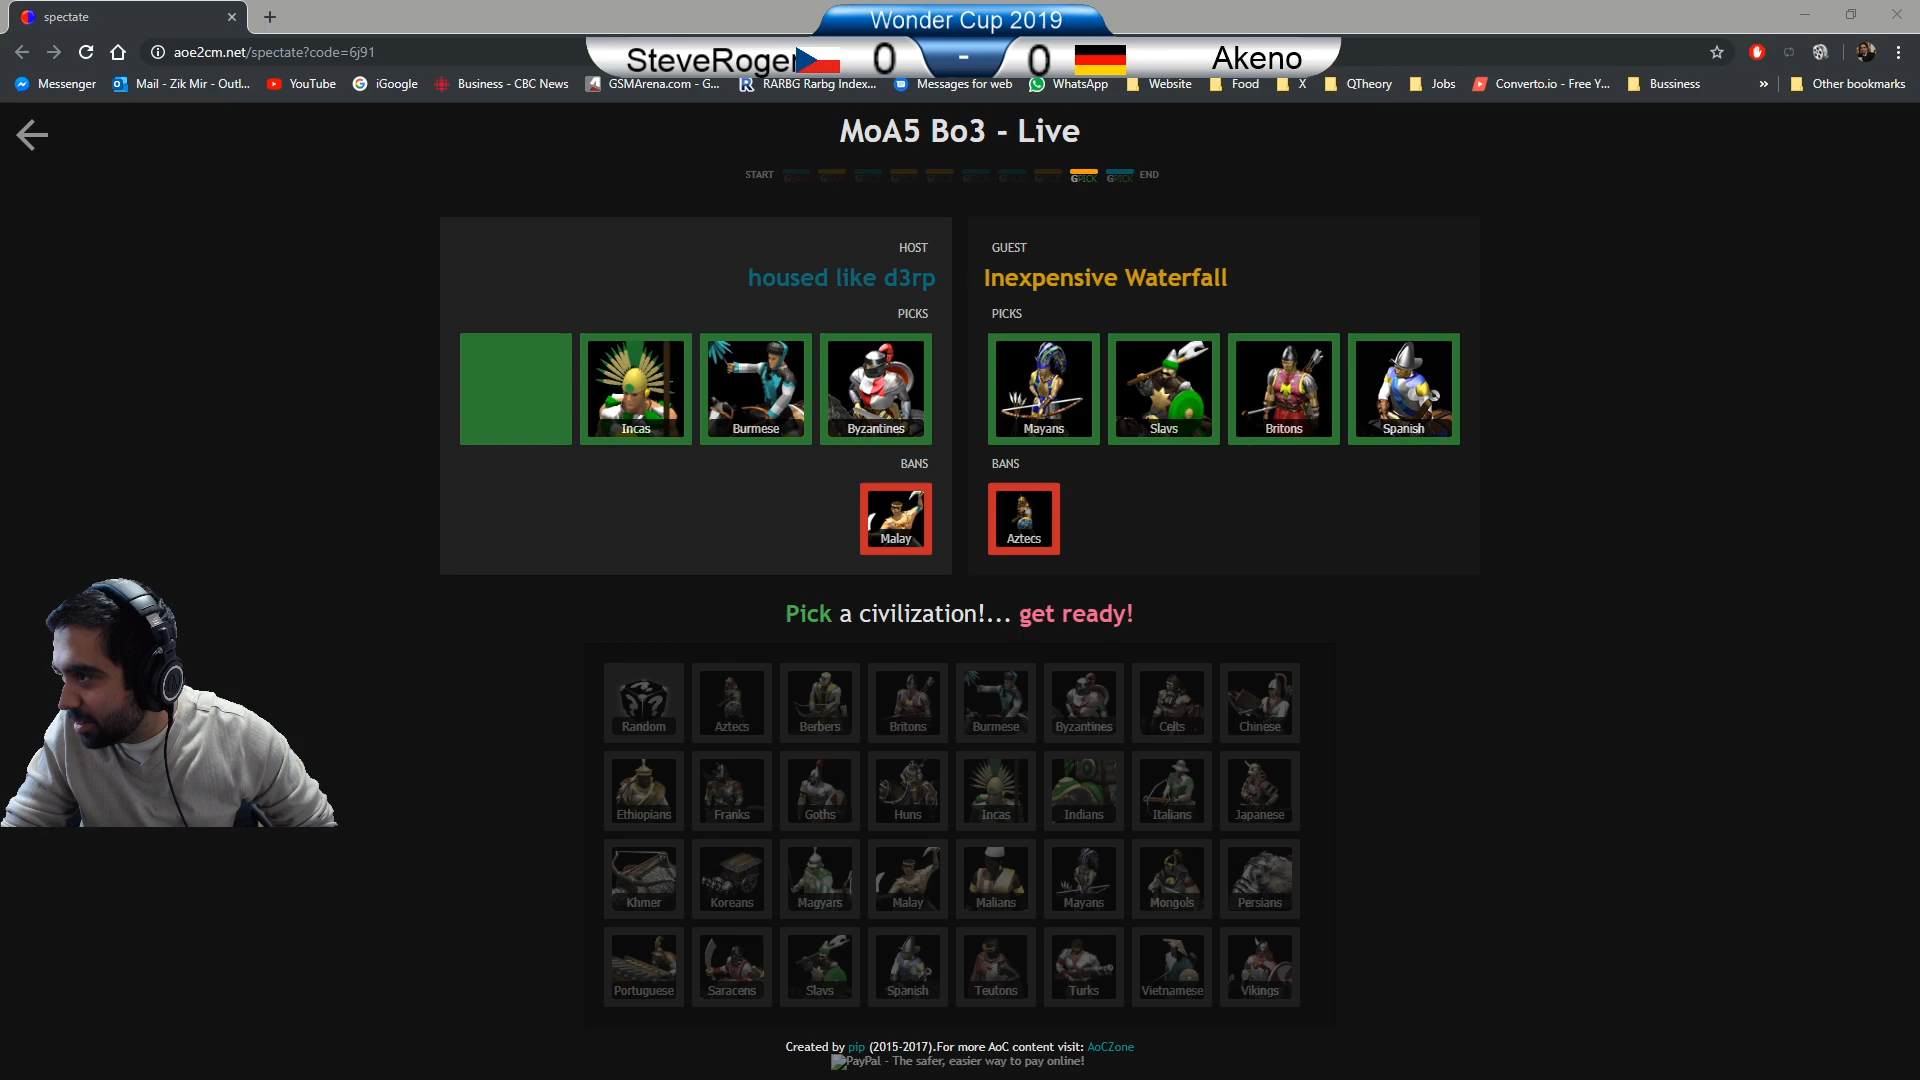 spectate
Wonder Cup 2019
aoe2cm.net/spectate?code=6j91
SteveRoger 0 - 0 Akeno
Messenger Mail - Zik Mir - Outl... YouTube iGoogle Business - CBC News GSMArena.com - G... RARBG Rarbg Index... Messages for web WhatsApp Website Food X QTheory Jobs Converto.io - Free Y... Bussiness » Other bookmarks
MoA5 Bo3 - Live
START GPICK GPICK END
HOST GUEST
housed like d3rp Inexpensive Waterfall
PICKS PICKS
Incas Burmese Byzantines Mayans Slavs Britons Spanish
BANS BANS
Malay Aztecs
Pick a civilization!... get ready!
Random Aztecs Berbers Britons Burmese Byzantines Celts Chinese
Ethiopians Franks Goths Huns Incas Indians Italians Japanese
Khmer Koreans Magyars Malay Malians Mayans Mongols Persians
Portuguese Saracens Slavs Spanish Teutons Turks Vietnamese Vikings
Created by pip (2015-2017).For more AoC content visit: AoCZone
PayPal - The safer, easier way to pay online!